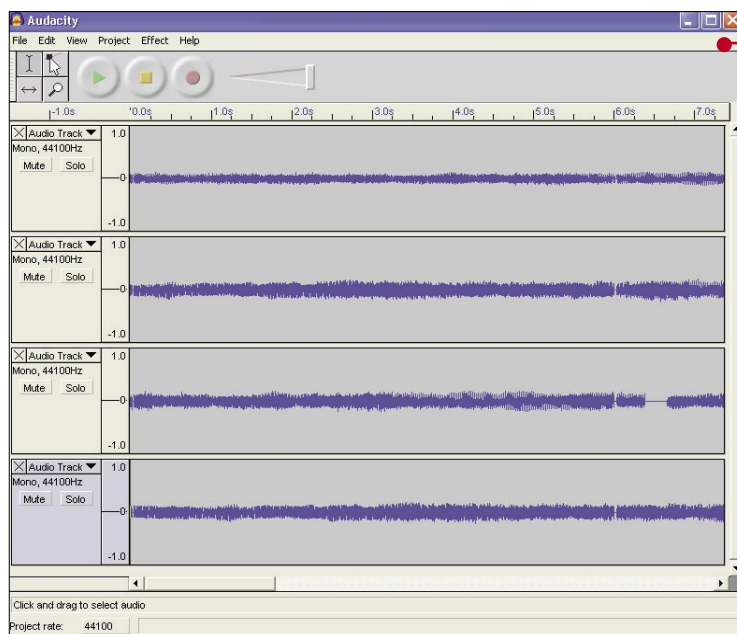 Audacity
File Edit View Project Effect Help
-1.0s 0.0s 1.0s 2.0s 3.0s 4.0s 5.0s 6.0s 7.0s
Audio Track 1.0
Mono, 44100Hz
Mute Solo
0
-1.0
Audio Track 1.0
Mono, 44100Hz
Mute Solo
0
-1.0
Audio Track 1.0
Mono, 44100Hz
Mute Solo
0
-1.0
Audio Track 1.0
Mono, 44100Hz
Mute Solo
0
-1.0
Click and drag to select audio
Project rate: 44100